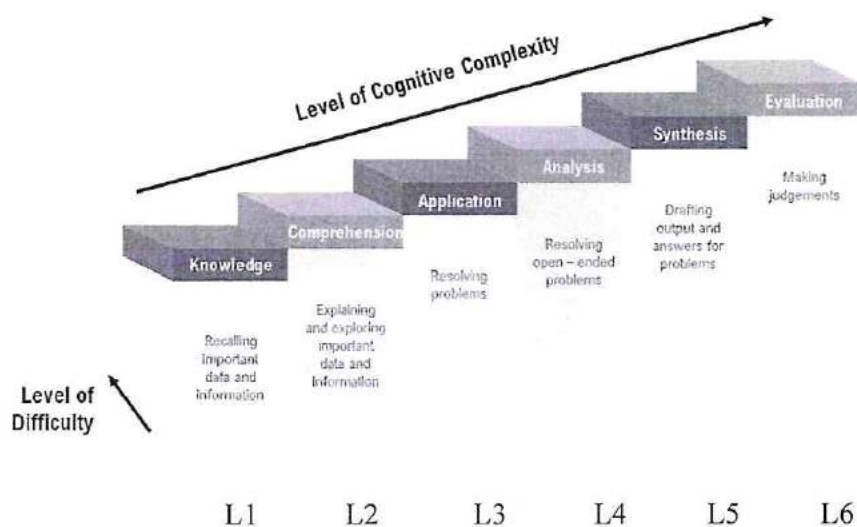 Level of Cognitive Complexity
Evaluation
Synthesis
Analysis
Application
Comprehension
Knowledge
Making
judgements
Drafting
output and
answers for
problems
Resolving
open – ended
problems
Resolving
problems
Explaining
and exploring
important
data and
information
Recalling
important
data and
information
Level of
Difficulty
L1 L2 L3 L4 L5 L6